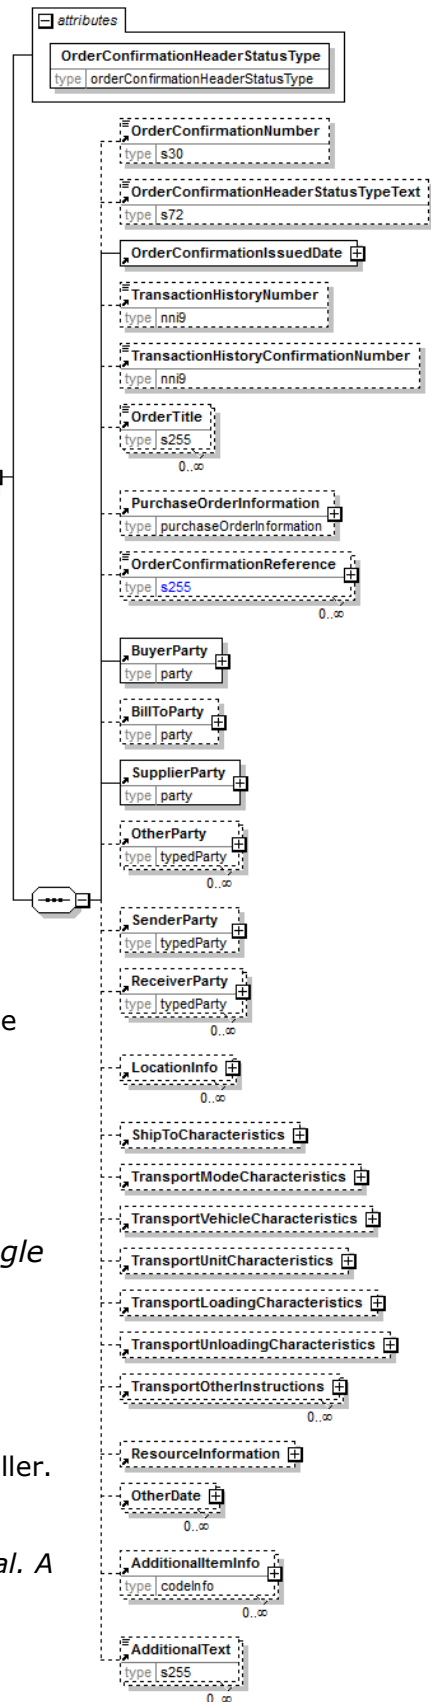 attributes
OrderConfirmationHeaderStatusType
type orderConfirmationHeaderStatusType
OrderConfirmationNumber
type s30
OrderConfirmationHeaderStatusTypeText
type s72
OrderConfirmationIssuedDate
TransactionHistoryNumber
type nni9
TransactionHistoryConfirmationNumber
type nni9
OrderTitle
type s255
0..∞
PurchaseOrderInformation
type purchaseOrderInformation
OrderConfirmationReference
type s255
0..∞
BuyerParty
type party
BillToParty
type party
SupplierParty
type party
OtherParty
type typedParty
0..∞
SenderParty
type typedParty
ReceiverParty
type typedParty
e
0..∞
LocationInfo
0..∞
ShipToCharacteristics
TransportModeCharacteristics
TransportVehicleCharacteristics
gle
TransportUnitCharacteristics
TransportLoadingCharacteristics
TransportUnloadingCharacteristics
TransportOtherInstructions
0..∞
ResourceInformation
ller.
OtherDate
0..∞
AdditionalItemInfo
al. A
type codeInfo
0..∞
AdditionalText
type s255
0..∞